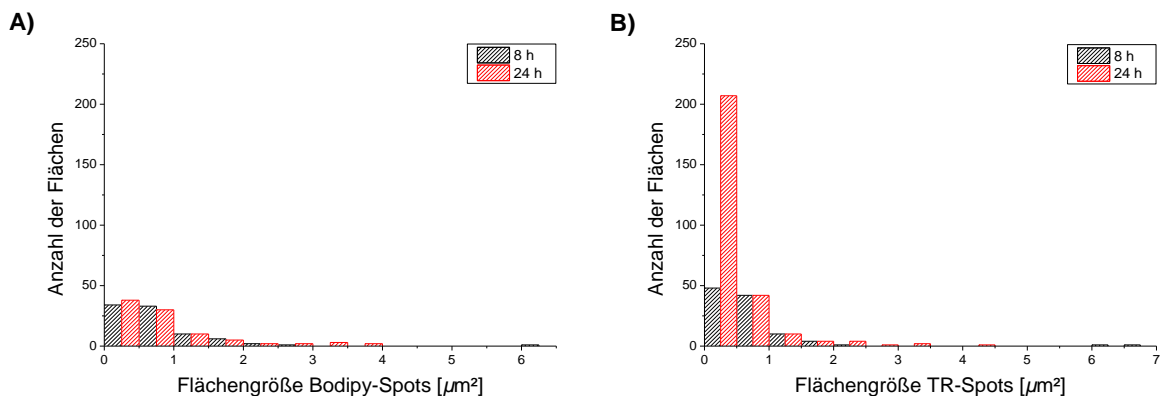 A)
250
200
150
100
50
0
Anzahl der Flächen
8 h
24 h
0 1 2 3 4 5 6
Flächengröße Bodipy-Spots [µm²]
B)
250
200
150
100
50
0
Anzahl der Flächen
8 h
24 h
0 1 2 3 4 5 6 7
Flächengröße TR-Spots [µm²]